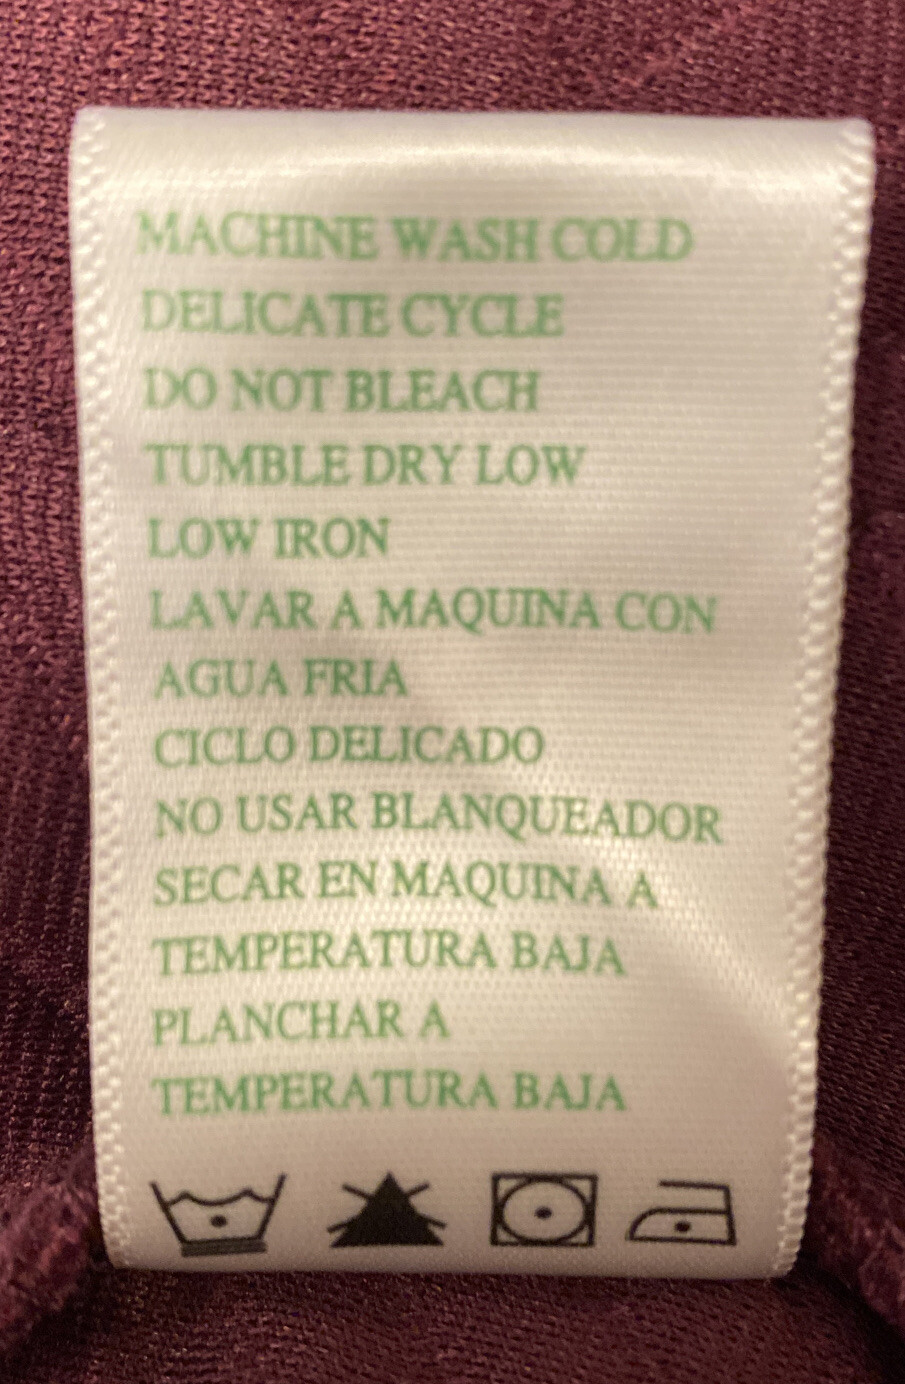 MACHINE WASH COLD
DELICATE CYCLE
DO NOT BLEACH
TUMBLE DRY LOW
LOW IRON
LAVAR A MAQUINA CON
AGUA FRIA
CICLO DELICADO
NO USAR BLANQUEADOR
SECAR EN MAQUINA A
TEMPERATURA BAJA
PLANCHAR A
TEMPERATURA BAJA